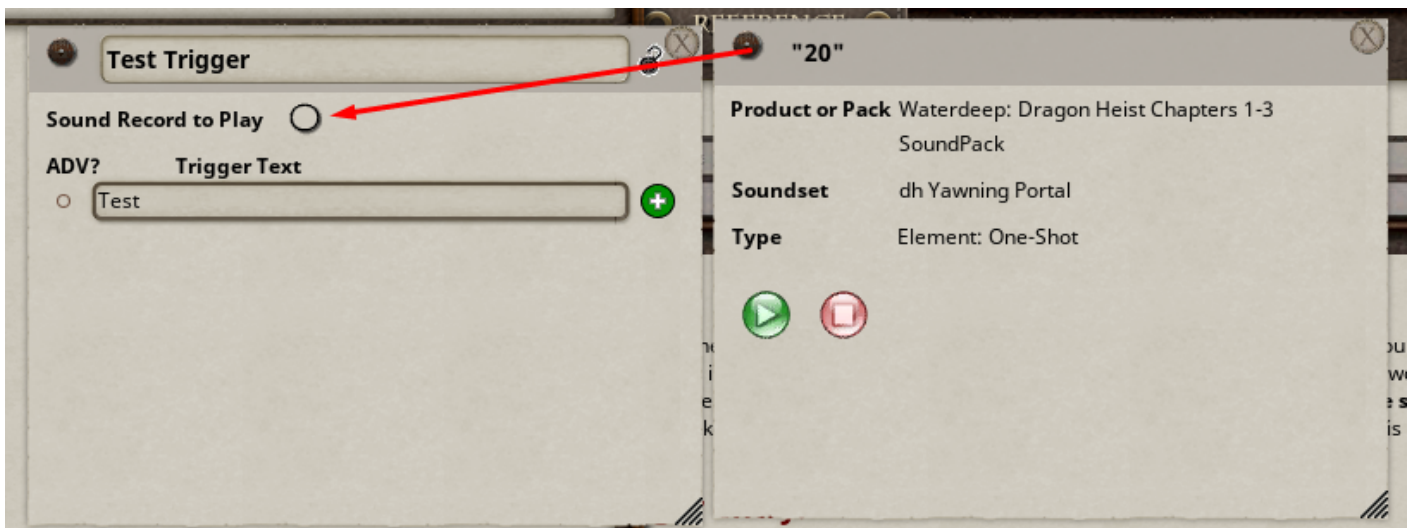 REFERENCE
Test Trigger
Sound Record to Play
ADV? Trigger Text
Test
"20"
Product or Pack Waterdeep: Dragon Heist Chapters 1-3
SoundPack
Soundset dh Yawning Portal
Type Element: One-Shot